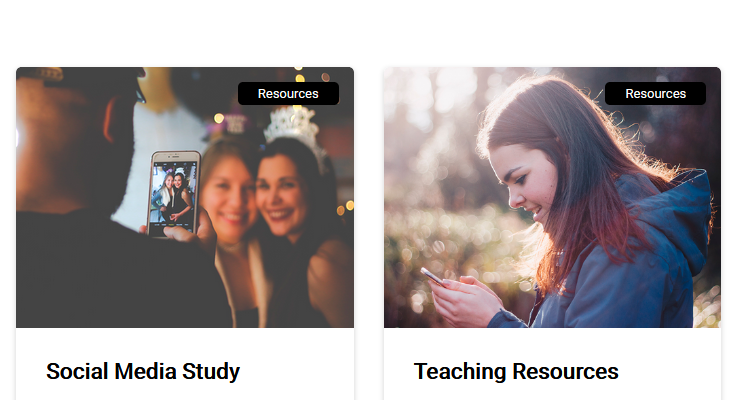 Resources
Resources
Social Media Study
Teaching Resources